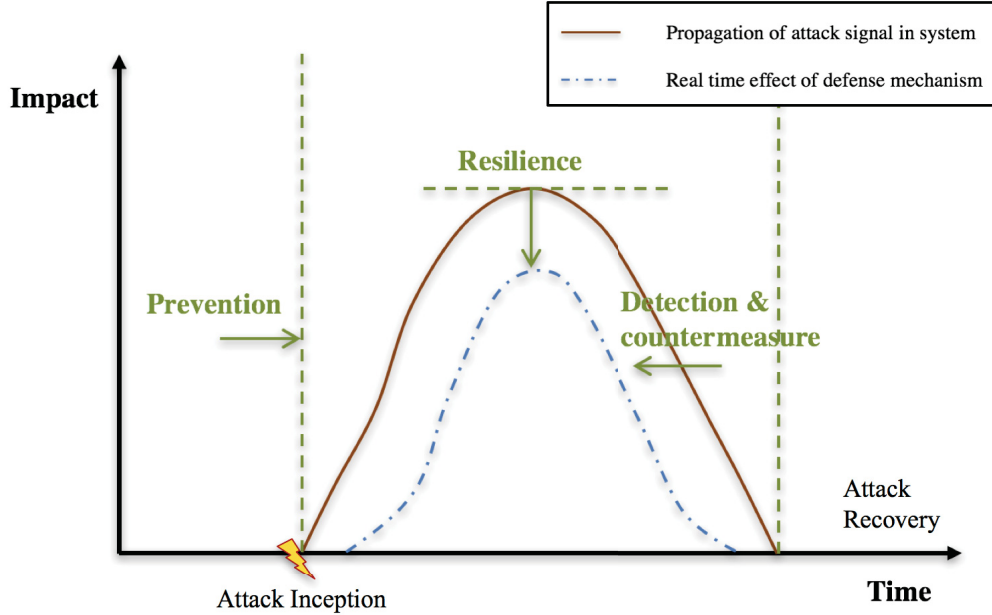 Propagation of attack signal in system
Real time effect of defense mechanism
Impact
Resilience
Prevention
Detection &
countermeasure
Attack
Recovery
Time
Attack Inception